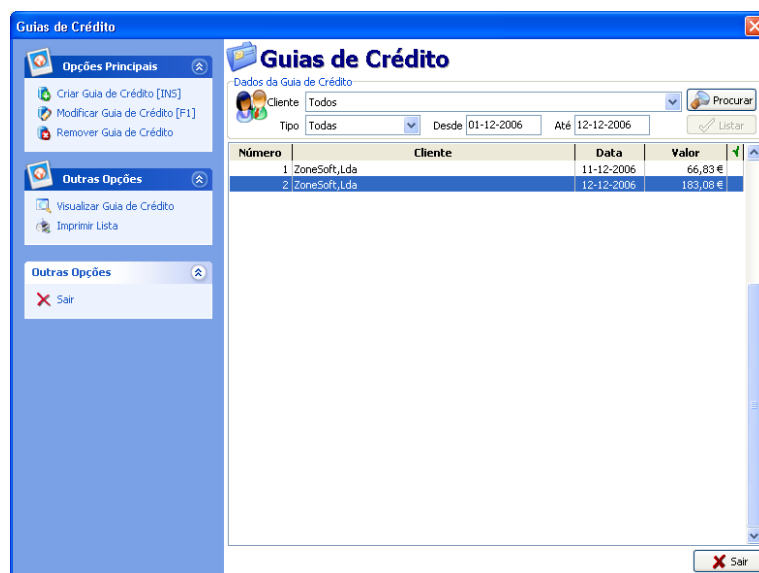 Guias de Crédito
Opções Principais
Criar Guia de Crédito [INS]
Modificar Guia de Crédito [F1]
Remover Guia de Crédito
Outras Opções
Visualizar Guia de Crédito
Imprimir Lista
Outras Opções
Sair
Guias de Crédito
Dados da Guia de Crédito
Cliente Todos Procurar
Tipo Todas Desde 01-12-2006 Até 12-12-2006 Listar
Número Cliente Data Valor
1 ZoneSoft,Lda 11-12-2006 66,83 €
2 ZoneSoft,Lda 12-12-2006 183,08 €
Sair